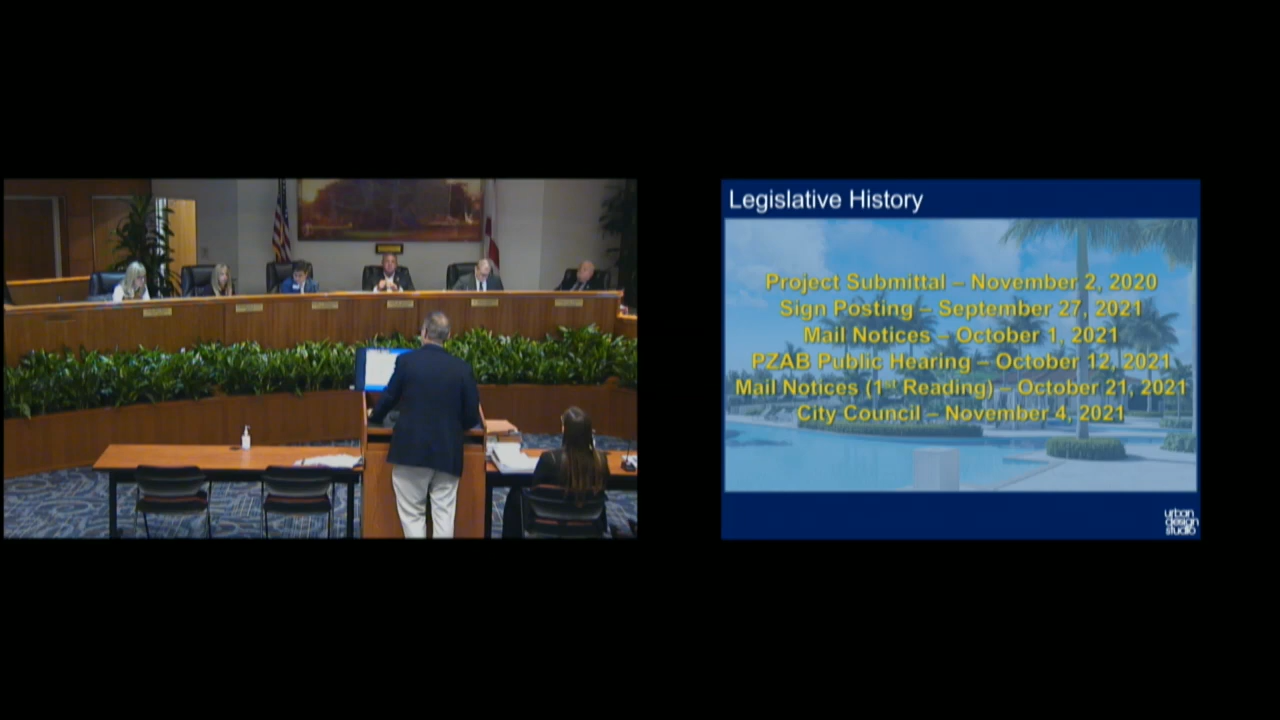 Legislative History
Project Submittal – November 2, 2020
Sign Posting – September 27, 2021
Mail Notices – October 1, 2021
PZAB Public Hearing – October 12, 2021
Mail Notices (1st Reading) – October 21, 2021
City Council – November 4, 2021
urban
design
studio